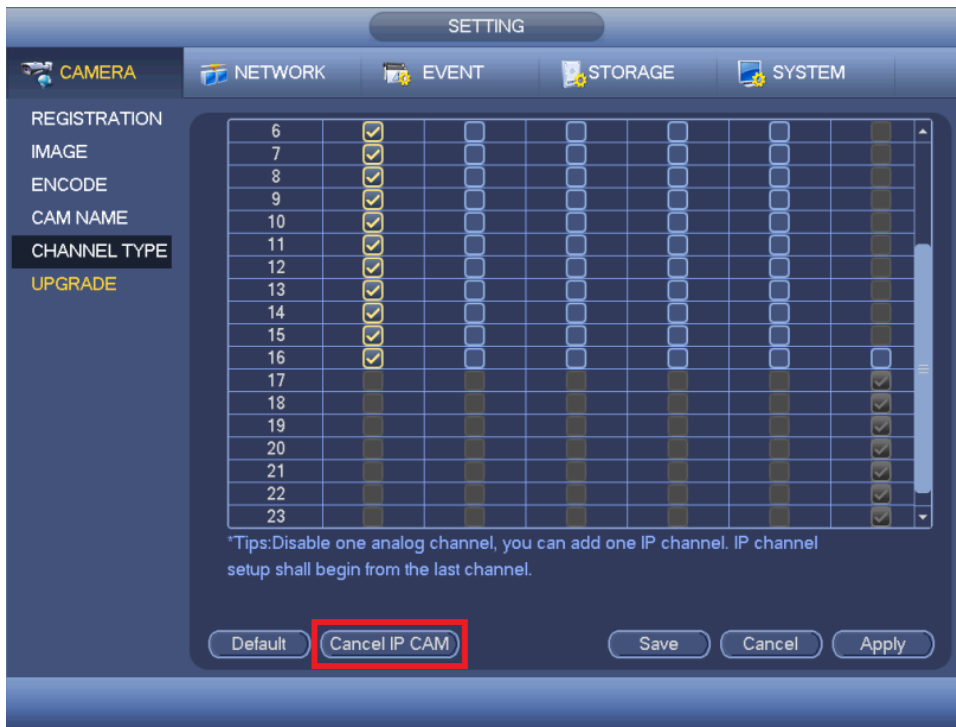 SETTING
CAMERA NETWORK EVENT STORAGE SYSTEM
REGISTRATION
IMAGE
ENCODE
CAM NAME
CHANNEL TYPE
UPGRADE
6
7
8
9
10
11
12
13
14
15
16
17
18
19
20
21
22
23
*Tips:Disable one analog channel, you can add one IP channel. IP channel
setup shall begin from the last channel.
Default Cancel IP CAM Save Cancel Apply